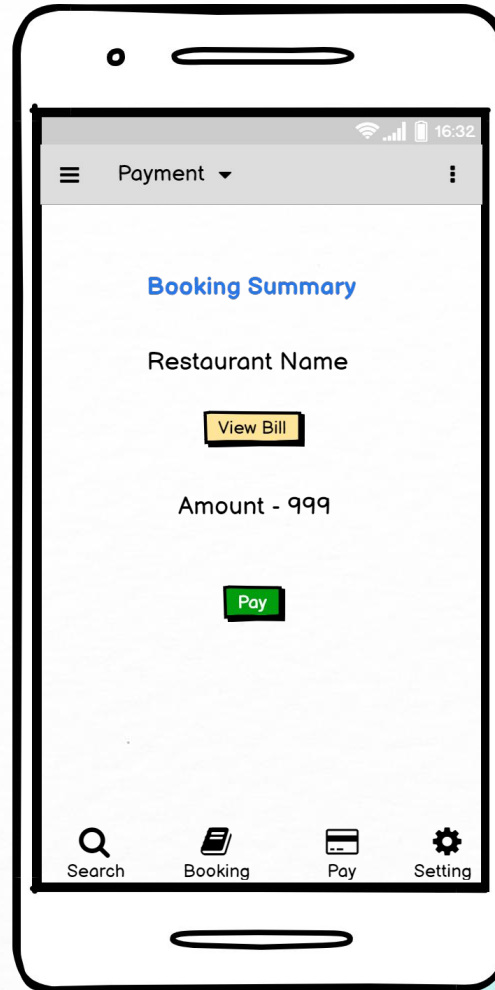 16:32
Payment
Booking Summary
Restaurant Name
View Bill
Amount - 999
Pay
Search Booking Pay Setting